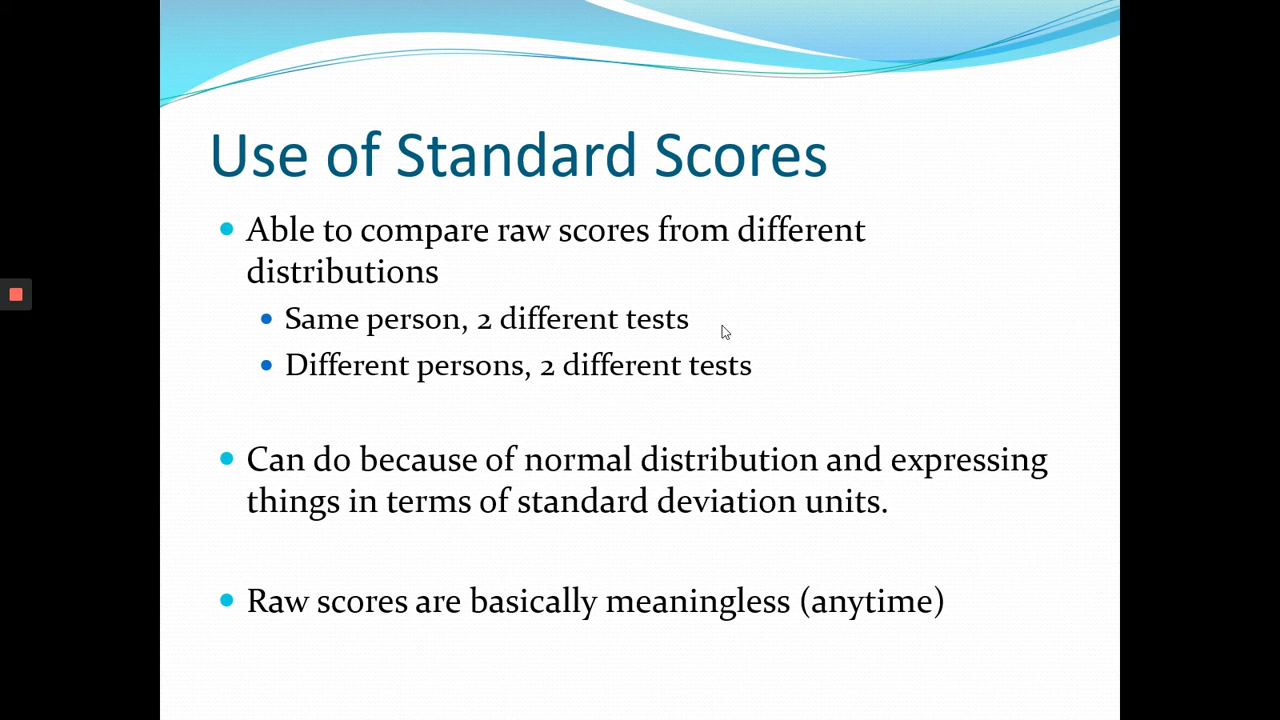 Use of Standard Scores
Able to compare raw scores from different
distributions
Same person, 2 different tests
Different persons, 2 different tests
Can do because of normal distribution and expressing
things in terms of standard deviation units.
Raw scores are basically meaningless (anytime)